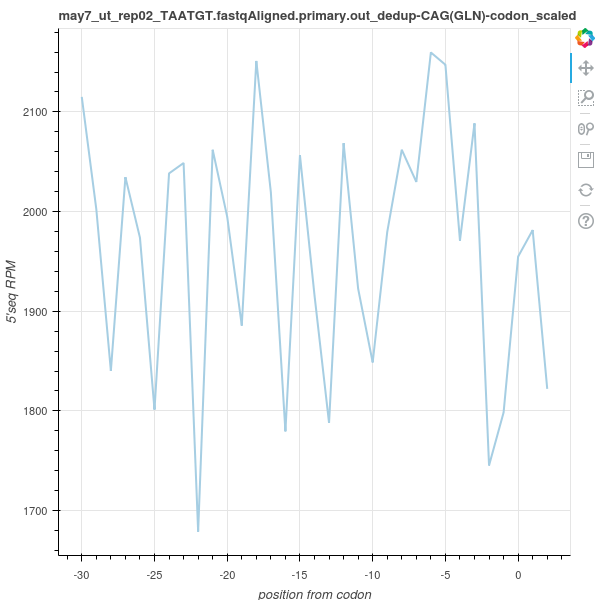 may7_ut_rep02_TAATGT.fastqAligned.primary.out_dedup-CAG(GLN)-codon_scaled
2100
2000
1900
1800
1700
5'seq RPM
-30 -25 -20 -15 -10 -5 0
position from codon